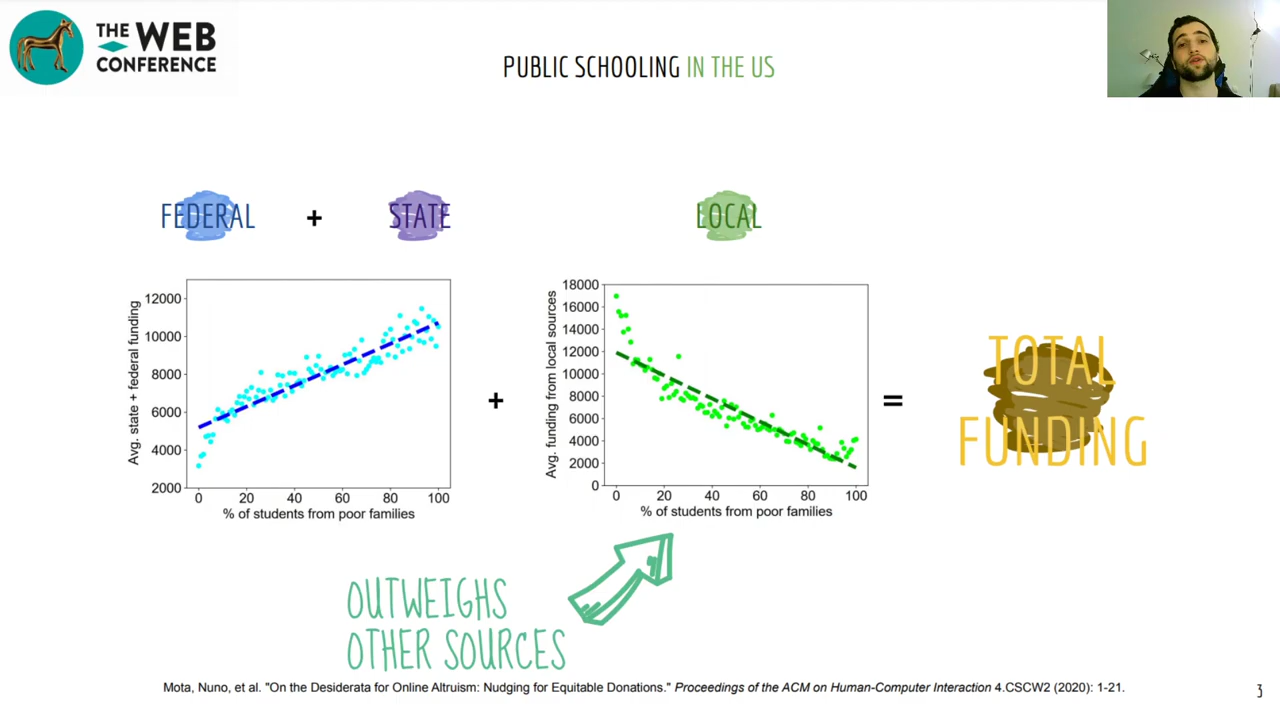 THE WEB
CONFERENCE
PUBLIC SCHOOLING IN THE US
FEDERAL + STATE LOCAL
Avg. state + federal funding
12000
10000
8000
6000
4000
2000
0 20 40 60 80 100
% of students from poor families
+
Avg. funding from local sources
18000
16000
14000
12000
10000
8000
6000
4000
2000
0
0 20 40 60 80 100
% of students from poor families
=
TOTAL
FUNDING
OUTWEIGHS
OTHER SOURCES
Mota, Nuno, et al. "On the Desiderata for Online Altruism: Nudging for Equitable Donations." Proceedings of the ACM on Human-Computer Interaction 4.CSCW2 (2020): 1-21.
3